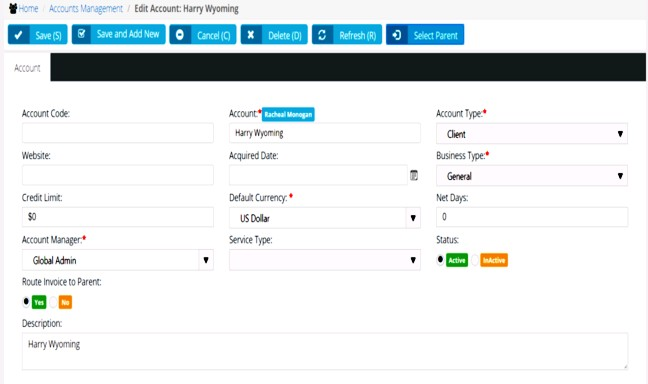 Home / Accounts Management / Edit Account: Harry Wyoming
Save (S) Save and Add New Cancel (C) Delete (D) Refresh (R) Select Parent
Account
Account Code: Account:* Racheal Monogan Account Type:*
Harry Wyoming Client
Website: Acquired Date: Business Type:*
General
Credit Limit: Default Currency: * Net Days:
$0 US Dollar 0
Account Manager:* Service Type: Status:
Global Admin Active InActive
Route Invoice to Parent:
Yes No
Description:
Harry Wyoming